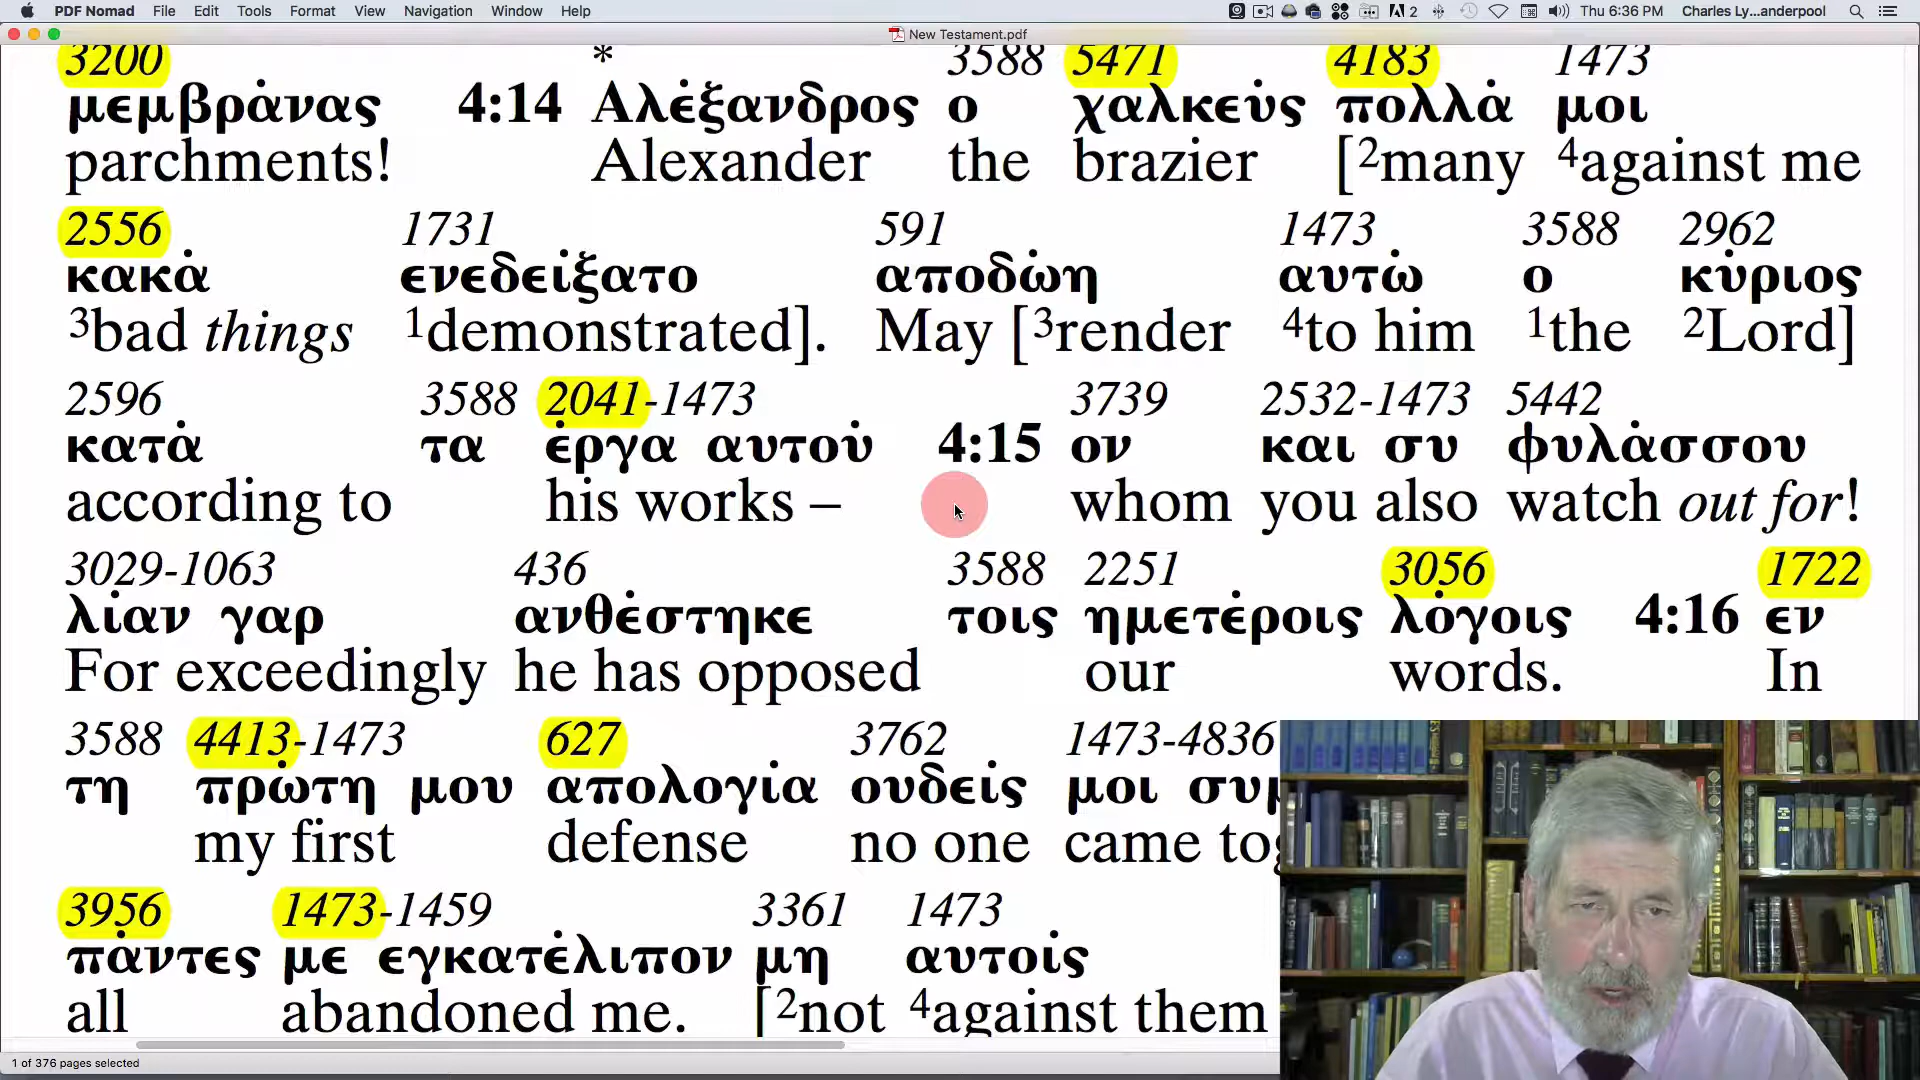 PDF Nomad File Edit Tools Format View Navigation Window Help 2 Thu 6:36 PM Charles Ly...anderpool
New Testament.pdf
3200 * 3588 5471 4183 1473
μεμβράνας 4:14 Αλέξανδρος ο χαλκεύς πολλά μοι
parchments! Alexander the brazier [²many ⁴against me
2556 1731 591 1473 3588 2962
κακά ενεδείξατο αποδώη αυτώ ο κύριος
³bad things ¹demonstrated]. May [³render ⁴to him ¹the ²Lord]
2596 3588 2041-1473 3739 2532-1473 5442
κατά τα έργα αυτού 4:15 ον και συ φυλάσσου
according to his works – whom you also watch out for!
3029-1063 436 3588 2251 3056 1722
λίαν γαρ ανθέστηκε τοις ημετέροις λόγοις 4:16 εν
For exceedingly he has opposed our words. In
3588 4413-1473 627 3762 1473-4836
τη πρώτη μου απολογία ουδείς μοι
my first defense no one came
3956 1473-1459 3361 1473
πάντες με εγκατέλιπον μη αυτοίς
all abandoned me. [²not ⁴against them
1 of 376 pages selected